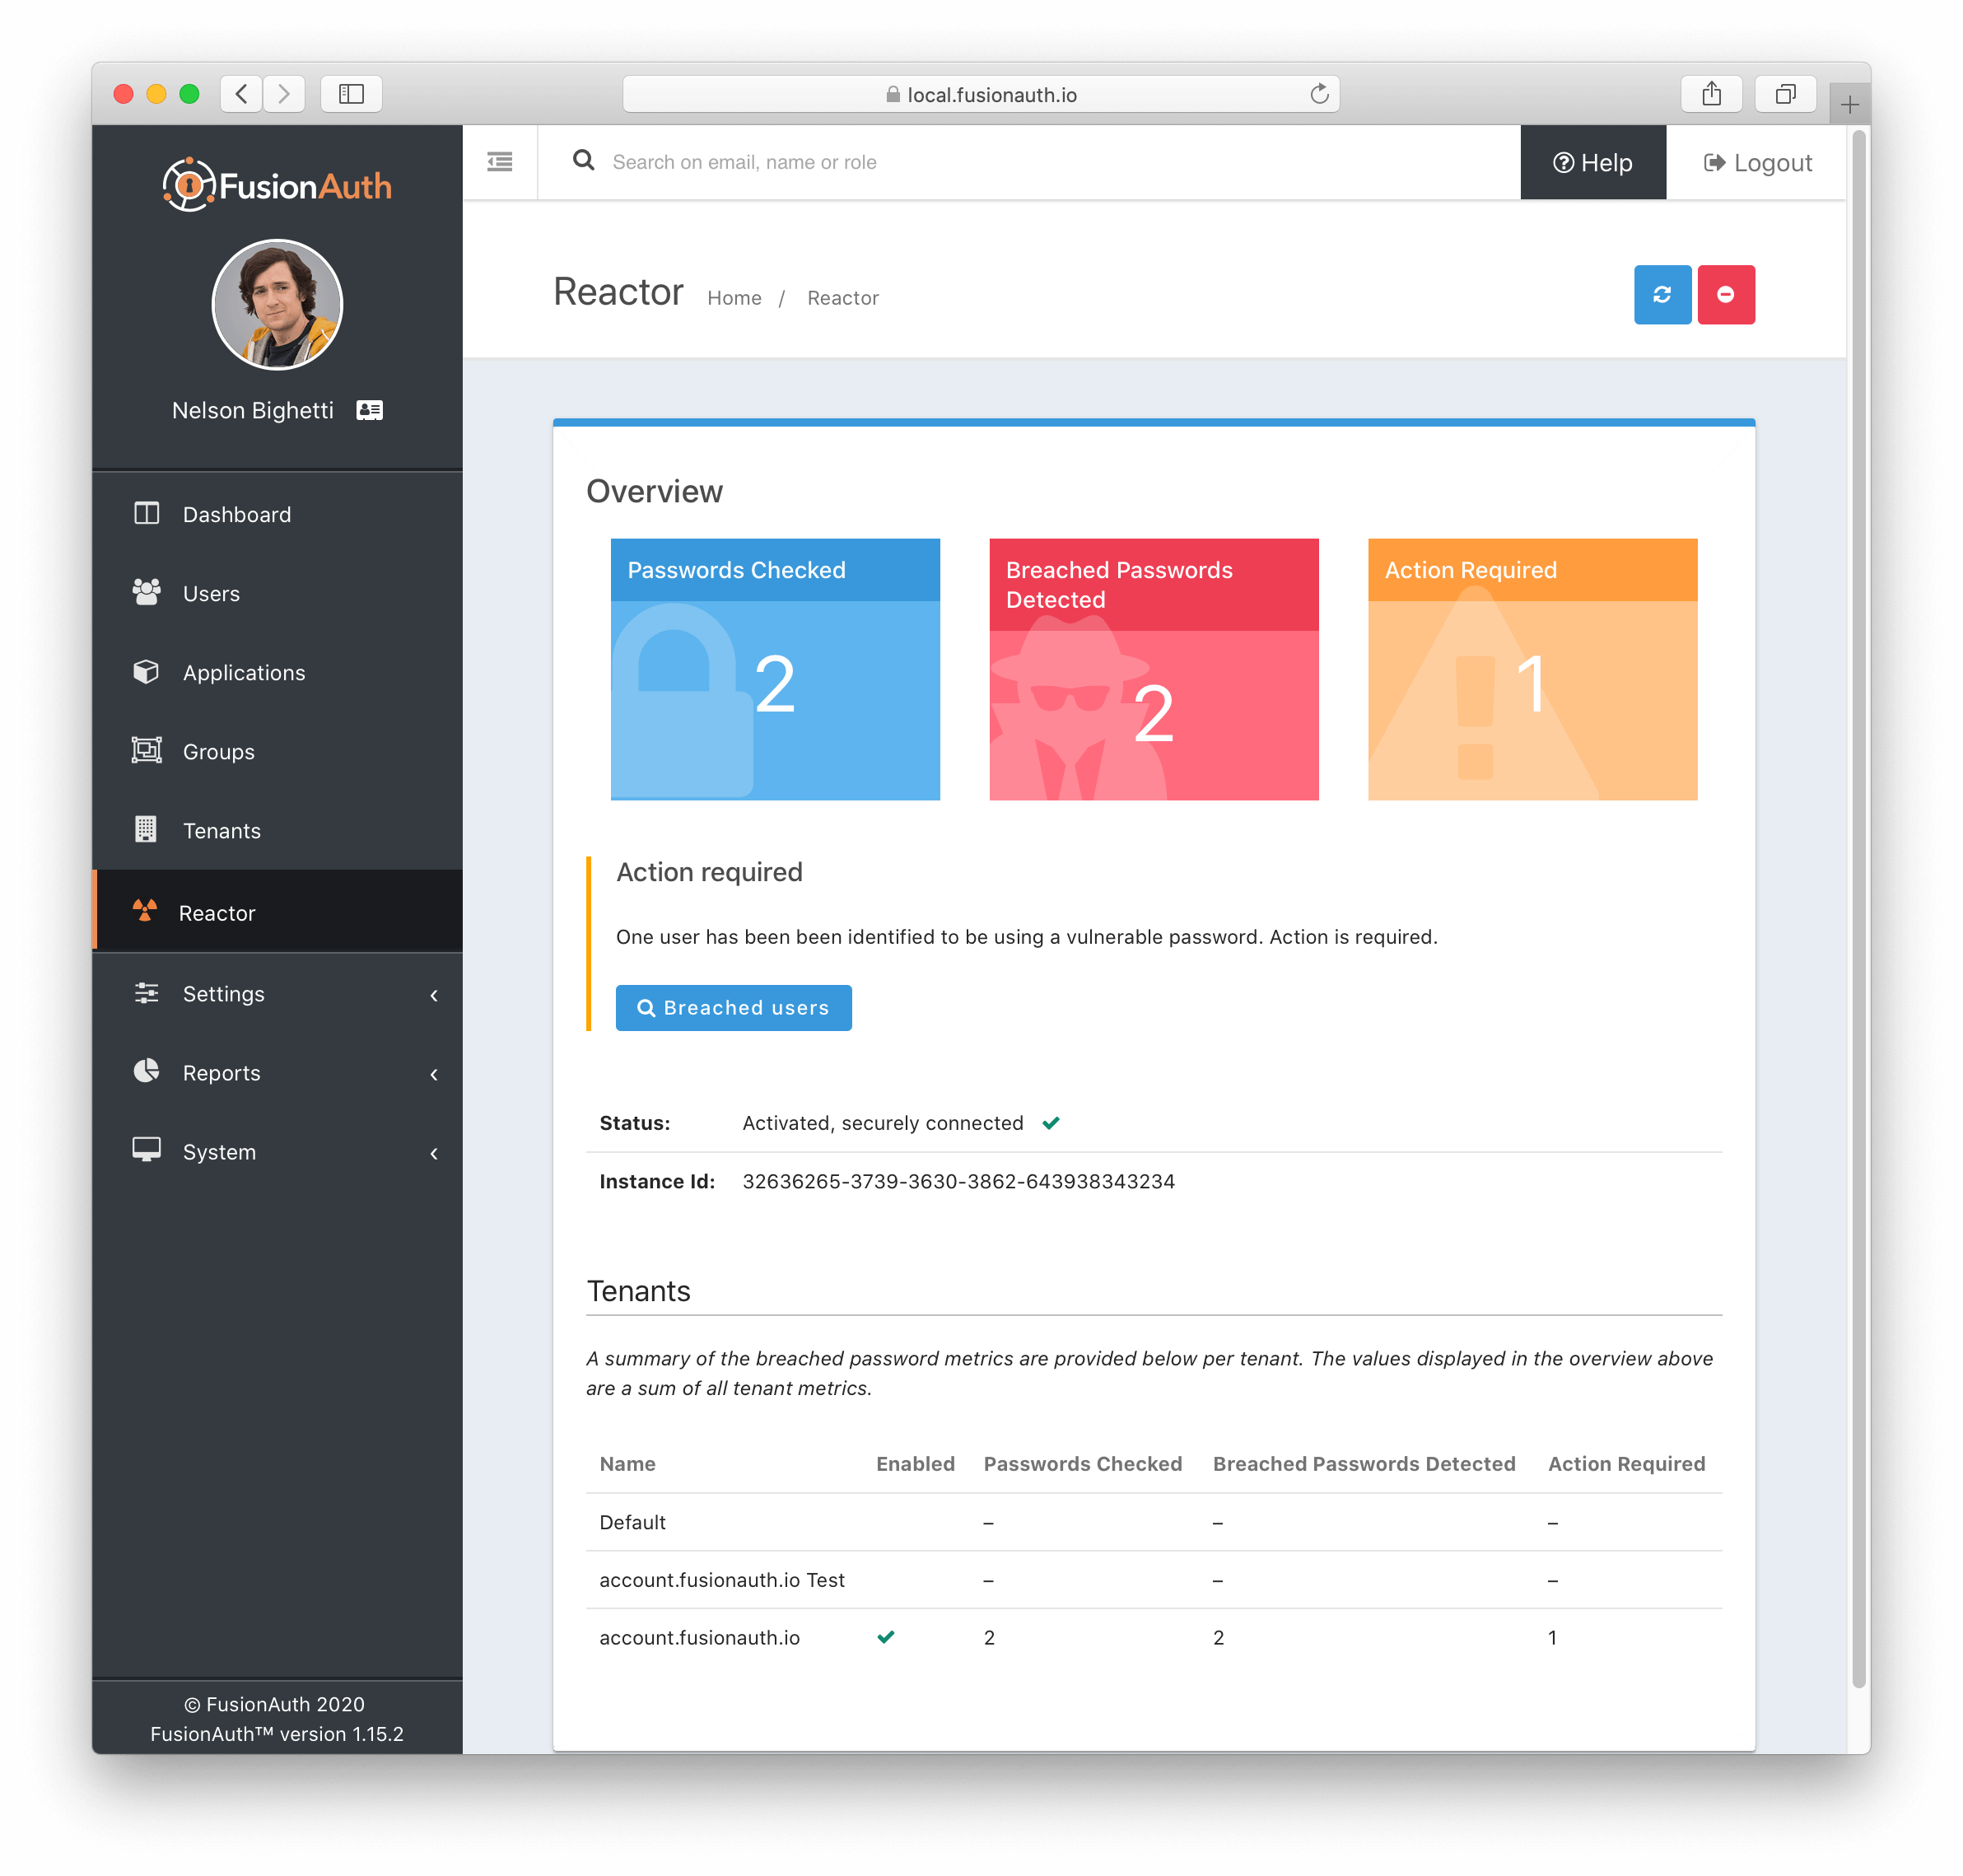 local.fusionauth.io
FusionAuth
Search on email, name or role
Help
Logout
Nelson Bighetti
Dashboard
Users
Applications
Groups
Tenants
Reactor
Settings
Reports
System
© FusionAuth 2020
FusionAuth™ version 1.15.2
Reactor
Home / Reactor
Overview
Passwords Checked
2
Breached Passwords
Detected
2
Action Required
1
Action required
One user has been been identified to be using a vulnerable password. Action is required.
Breached users
Status: Activated, securely connected
Instance Id: 32636265-3739-3630-3862-643938343234
Tenants
A summary of the breached password metrics are provided below per tenant. The values displayed in the overview above
are a sum of all tenant metrics.
Name Enabled Passwords Checked Breached Passwords Detected Action Required
Default – – –
account.fusionauth.io Test – – –
account.fusionauth.io 2 2 1